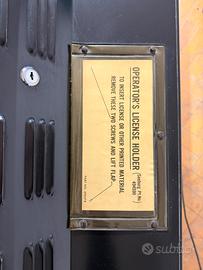 OPERATOR'S LICENSE HOLDER
TO INSERT LICENSE OR OTHER PRINTED MATERIAL
REMOVE THESE TWO SCREWS AND LIFT FLAP
subito